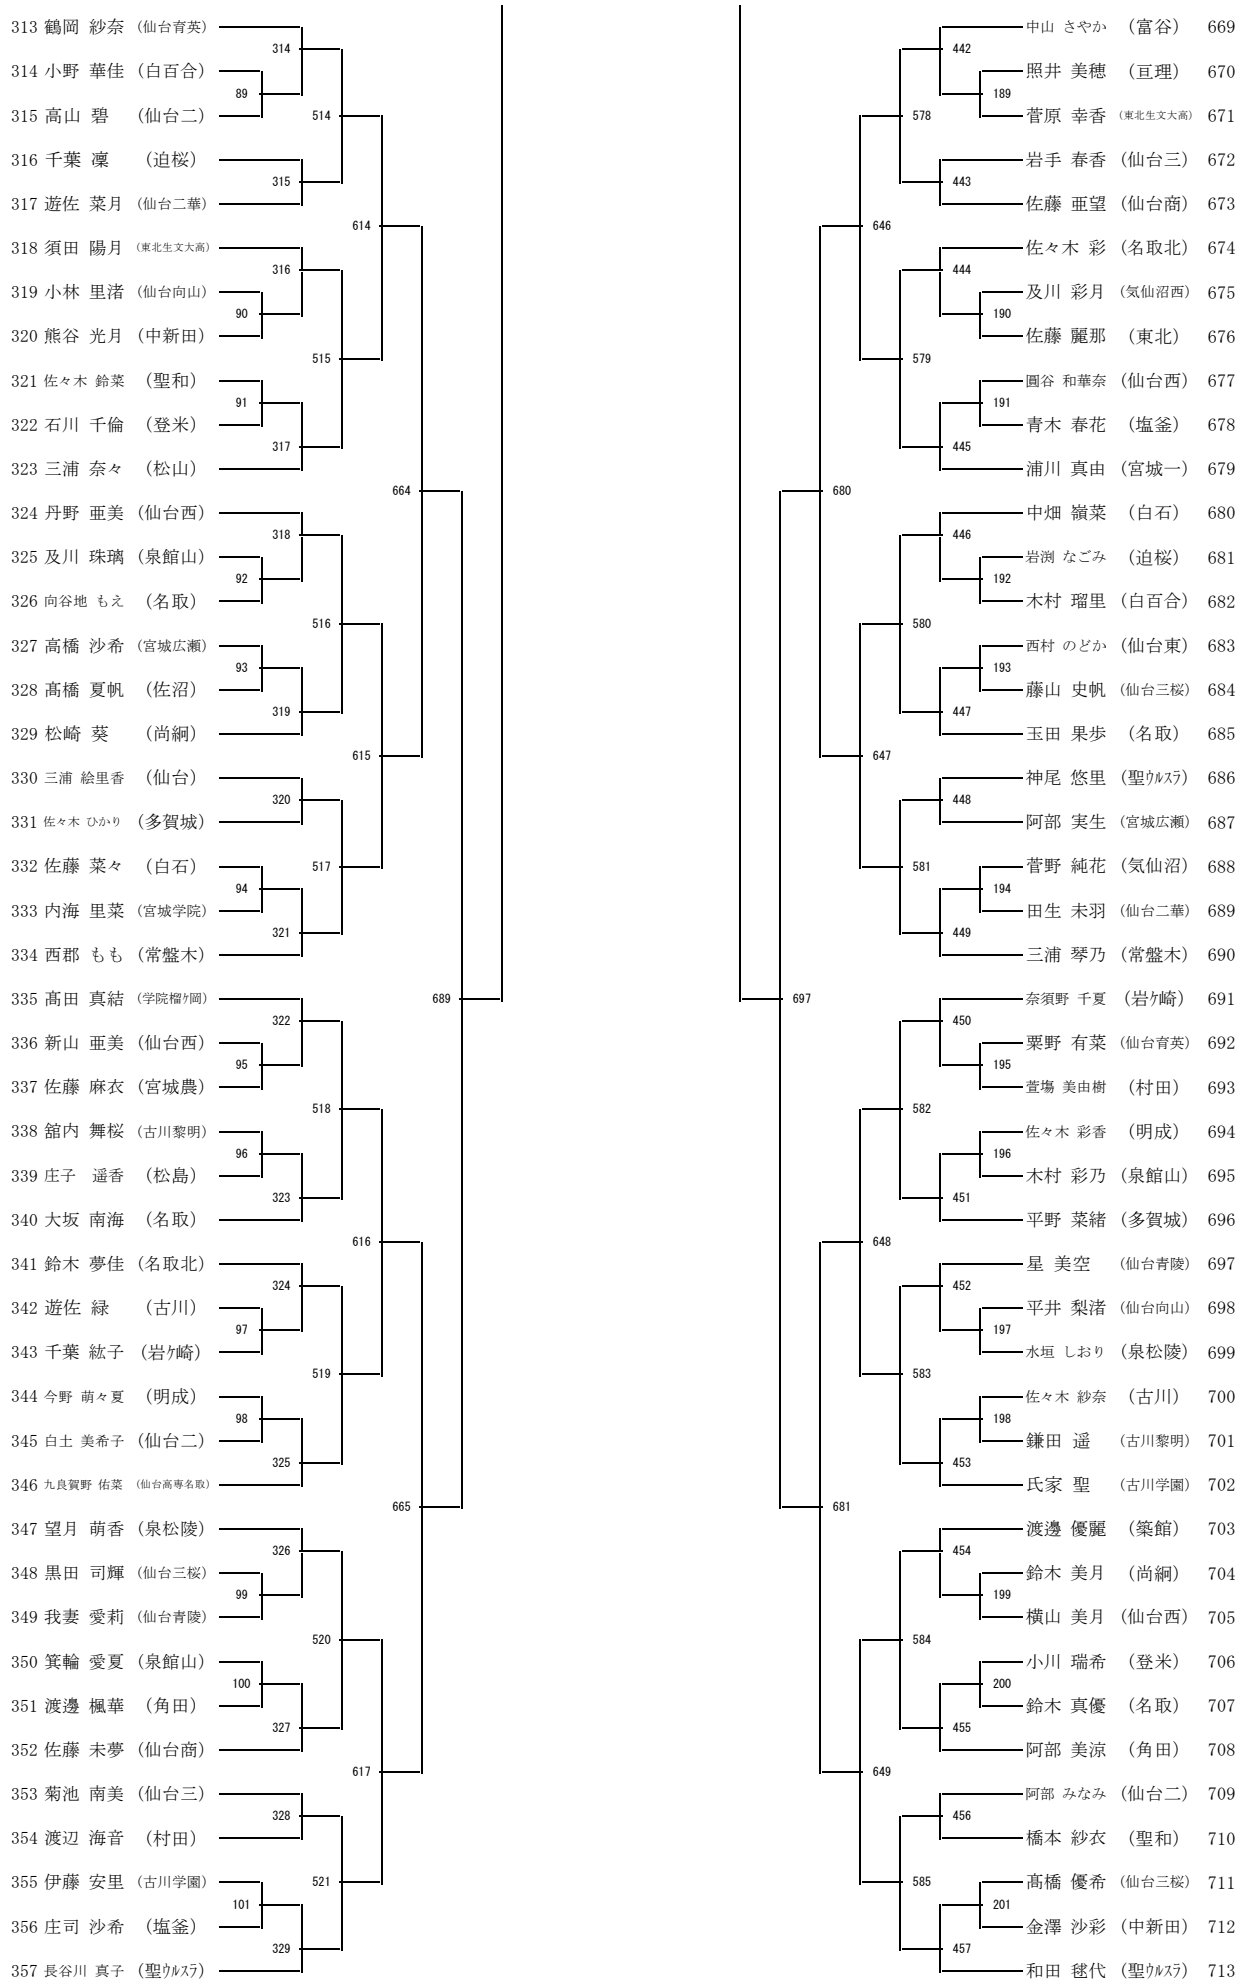 313 鶴岡 紗奈 (仙台育英)
314 小野 華佳 (白百合)
315 高山 碧 (仙台二)
316 千葉 凜 (迫桜)
317 遊佐 菜月 (仙台二華)
318 須田 陽月 (東北生文大高)
319 小林 里渚 (仙台向山)
320 熊谷 光月 (中新田)
321 佐々木 鈴菜 (聖和)
322 石川 千倫 (登米)
323 三浦 奈々 (松山)
324 丹野 亜美 (仙台西)
325 及川 珠璃 (泉館山)
326 向谷地 もえ (名取)
327 高橋 沙希 (宮城広瀬)
328 髙橋 夏帆 (佐沼)
329 松崎 葵 (尚絅)
330 三浦 絵里香 (仙台)
331 佐々木 ひかり (多賀城)
332 佐藤 菜々 (白石)
333 内海 里菜 (宮城学院)
334 西郡 もも (常盤木)
335 髙田 真結 (学院榴ケ岡)
336 新山 亜美 (仙台西)
337 佐藤 麻衣 (宮城農)
338 舘内 舞桜 (古川黎明)
339 庄子 遥香 (松島)
340 大坂 南海 (名取)
341 鈴木 夢佳 (名取北)
342 遊佐 緑 (古川)
343 千葉 紘子 (岩ケ崎)
344 今野 萌々夏 (明成)
345 白土 美希子 (仙台二)
346 九良賀野 佑菜 (仙台高専名取)
347 望月 萌香 (泉松陵)
348 黒田 司輝 (仙台三桜)
349 我妻 愛莉 (仙台青陵)
350 箕輪 愛夏 (泉館山)
351 渡邊 楓華 (角田)
352 佐藤 未夢 (仙台商)
353 菊池 南美 (仙台三)
354 渡辺 海音 (村田)
355 伊藤 安里 (古川学園)
356 庄司 沙希 (塩釜)
357 長谷川 真子 (聖ウルスラ)
89
90
91
92
93
94
95
96
97
98
99
100
101
314
315
316
317
318
319
320
321
322
323
324
325
326
327
328
329
514
515
516
517
518
519
520
521
614
615
616
617
664
665
689
697
680
681
646
647
648
649
578
579
580
581
582
583
584
585
442
443
444
445
446
447
448
449
450
451
452
453
454
455
456
457
189
190
191
192
193
194
195
196
197
198
199
200
201
中山 さやか (富谷) 669
照井 美穂 (亘理) 670
菅原 幸香 (東北生文大高) 671
岩手 春香 (仙台三) 672
佐藤 亜望 (仙台商) 673
佐々木 彩 (名取北) 674
及川 彩月 (気仙沼西) 675
佐藤 麗那 (東北) 676
圓谷 和華奈 (仙台西) 677
青木 春花 (塩釜) 678
浦川 真由 (宮城一) 679
中畑 嶺菜 (白石) 680
岩渕 なごみ (迫桜) 681
木村 瑠里 (白百合) 682
西村 のどか (仙台東) 683
藤山 史帆 (仙台三桜) 684
玉田 果歩 (名取) 685
神尾 悠里 (聖ウルスラ) 686
阿部 実生 (宮城広瀬) 687
菅野 純花 (気仙沼) 688
田生 未羽 (仙台二華) 689
三浦 琴乃 (常盤木) 690
奈須野 千夏 (岩ケ崎) 691
粟野 有菜 (仙台育英) 692
萱場 美由樹 (村田) 693
佐々木 彩香 (明成) 694
木村 彩乃 (泉館山) 695
平野 菜緒 (多賀城) 696
星 美空 (仙台青陵) 697
平井 梨渚 (仙台向山) 698
水垣 しおり (泉松陵) 699
佐々木 紗奈 (古川) 700
鎌田 遥 (古川黎明) 701
氏家 聖 (古川学園) 702
渡邊 優麗 (築館) 703
鈴木 美月 (尚絅) 704
横山 美月 (仙台西) 705
小川 瑞希 (登米) 706
鈴木 真優 (名取) 707
阿部 美涼 (角田) 708
阿部 みなみ (仙台二) 709
橋本 紗衣 (聖和) 710
髙橋 優希 (仙台三桜) 711
金澤 沙彩 (中新田) 712
和田 毬代 (聖ウルスラ) 713